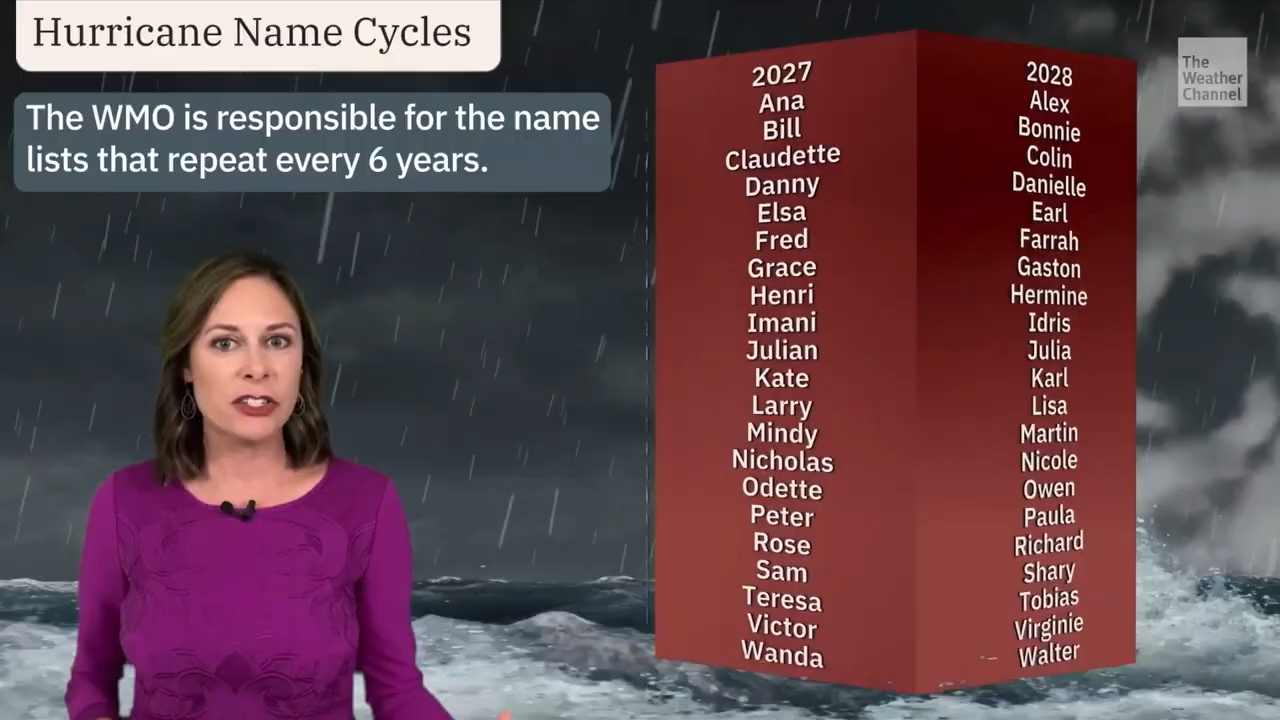 Hurricane Name Cycles
The WMO is responsible for the name
lists that repeat every 6 years.
2027
Ana
Bill
Claudette
Danny
Elsa
Fred
Grace
Henri
Imani
Julian
Kate
Larry
Mindy
Nicholas
Odette
Peter
Rose
Sam
Teresa
Victor
Wanda
2028
Alex
Bonnie
Colin
Danielle
Earl
Farrah
Gaston
Hermine
Idris
Julia
Karl
Lisa
Martin
Nicole
Owen
Paula
Richard
Shary
Tobias
Virginie
Walter
The
Weather
Channel